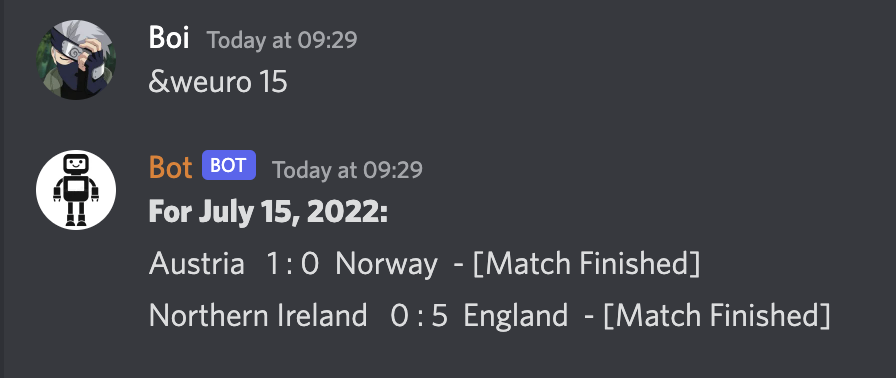 Boi Today at 09:29
&weuro 15
Bot BOT Today at 09:29
For July 15, 2022:
Austria 1 : 0 Norway - [Match Finished]
Northern Ireland 0 : 5 England - [Match Finished]